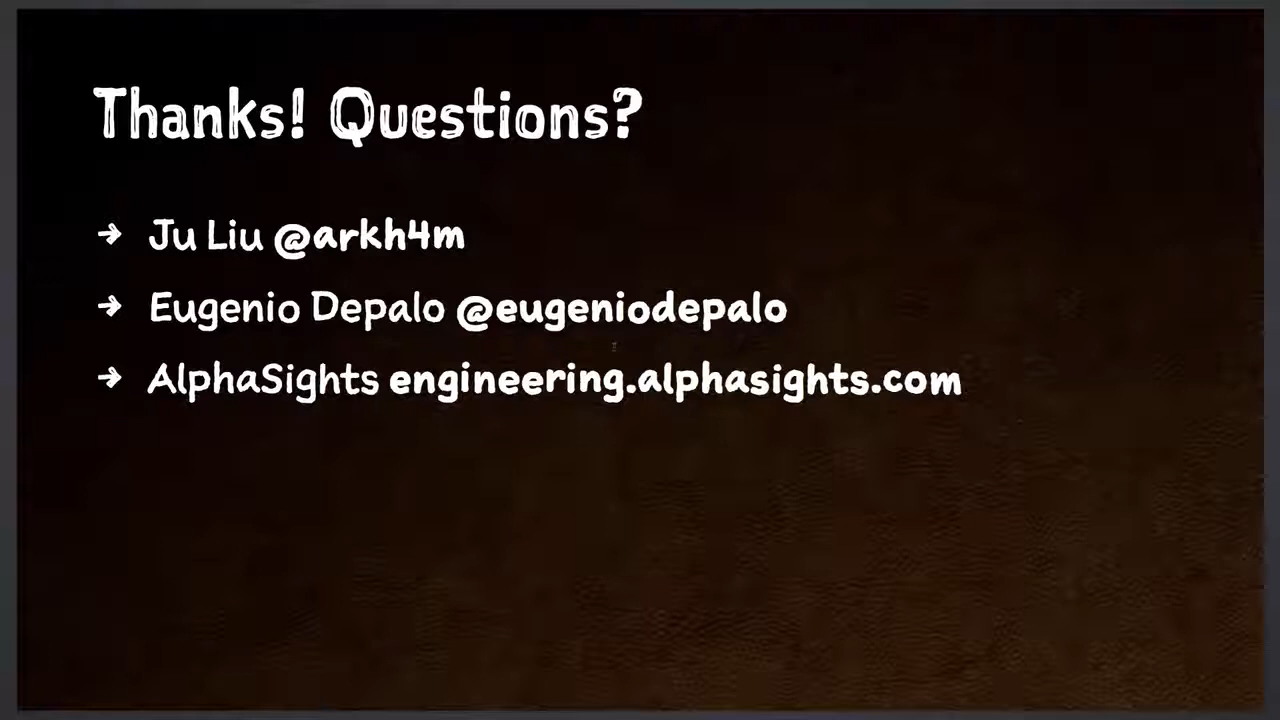 Thanks! Questions?
→ Ju Liu @arkh4m
→ Eugenio Depalo @eugeniodepalo
→ AlphaSights engineering.alphasights.com